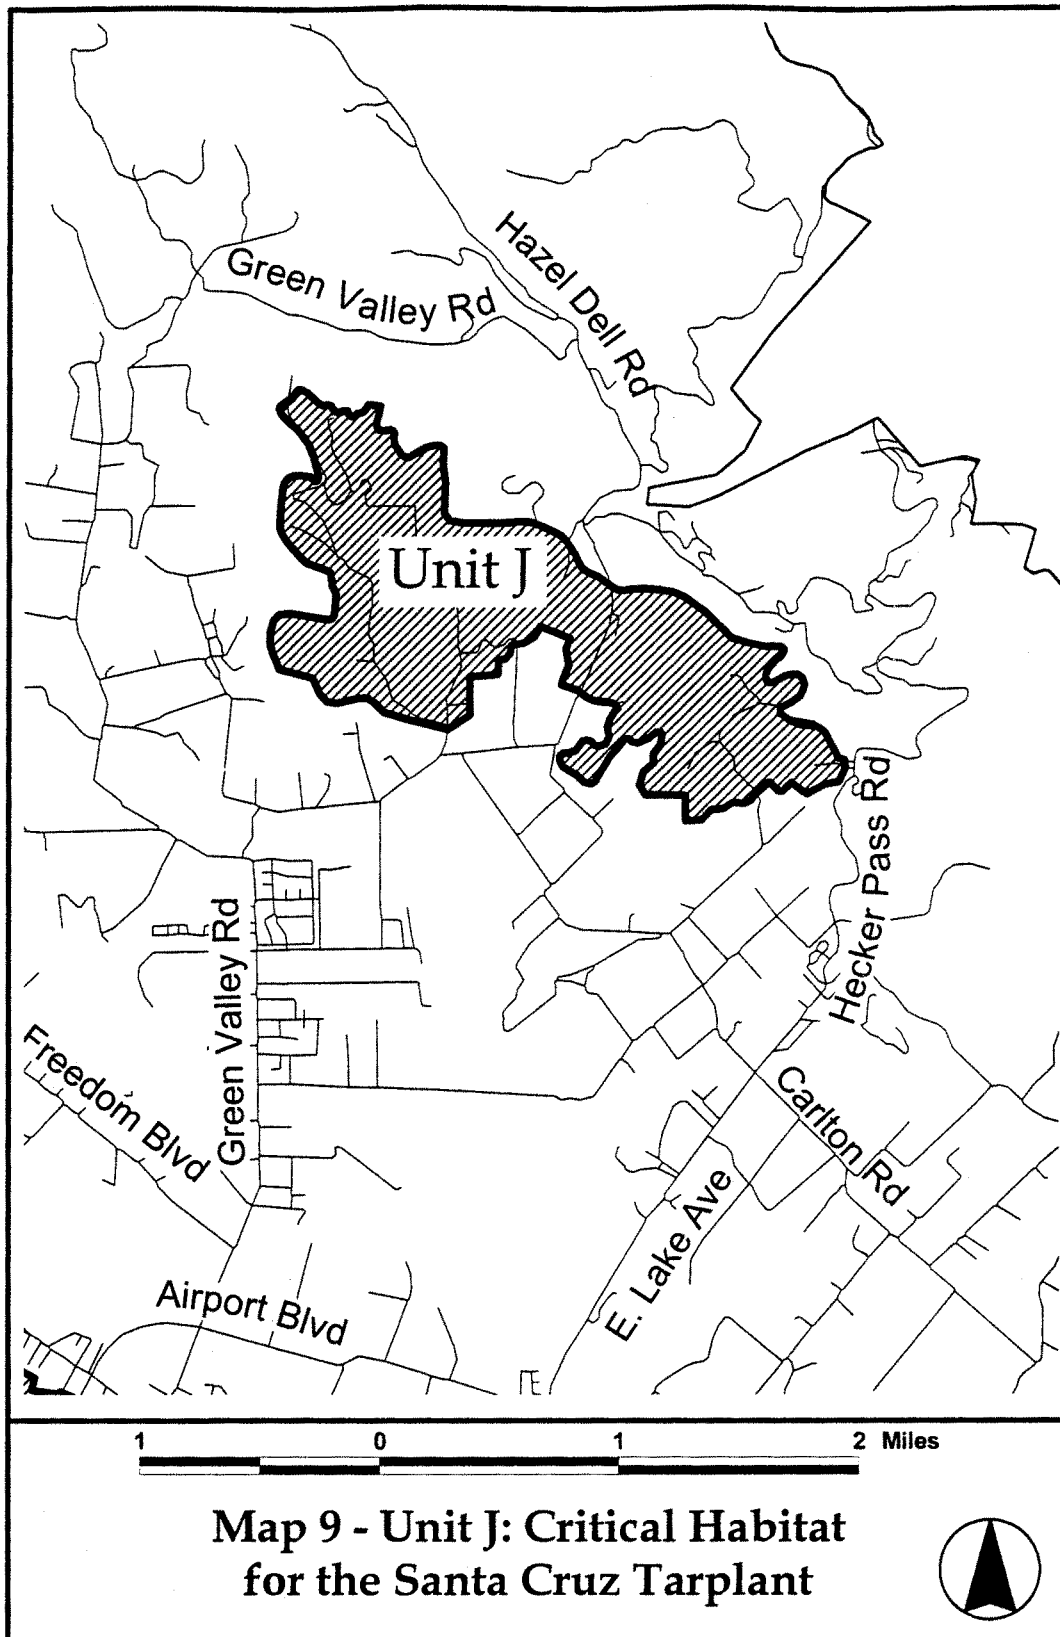 Hazel Dell Rd
Green Valley Rd
Unit J
Hecker Pass Rd
Green Valley Rd
Freedom Blvd
Carlton Rd
E. Lake Ave
Airport Blvd
1 0 1 2 Miles
Map 9 - Unit J: Critical Habitat
for the Santa Cruz Tarplant